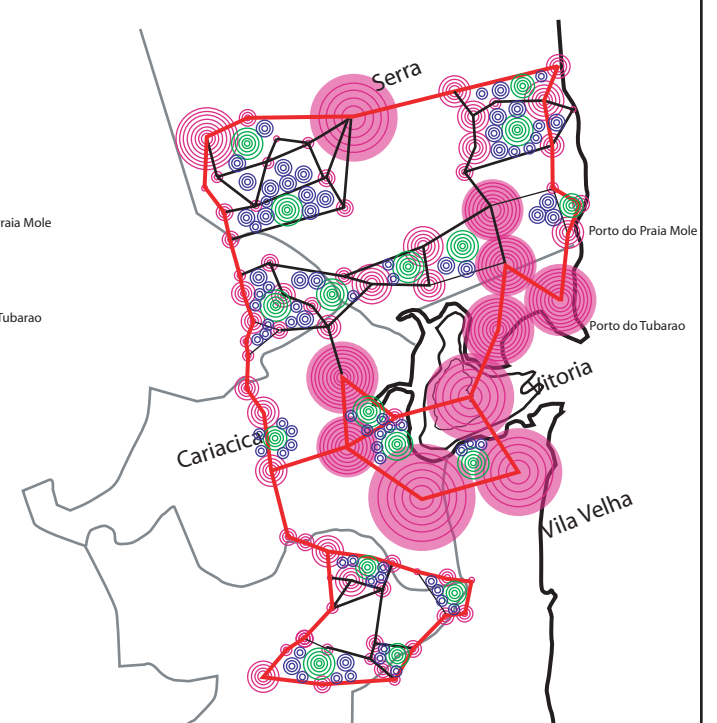 Serra
raia Mole
Porto do Praia Mole
Tubarao
Porto do Tubarao
Vitoria
Cariacica
Vila Velha